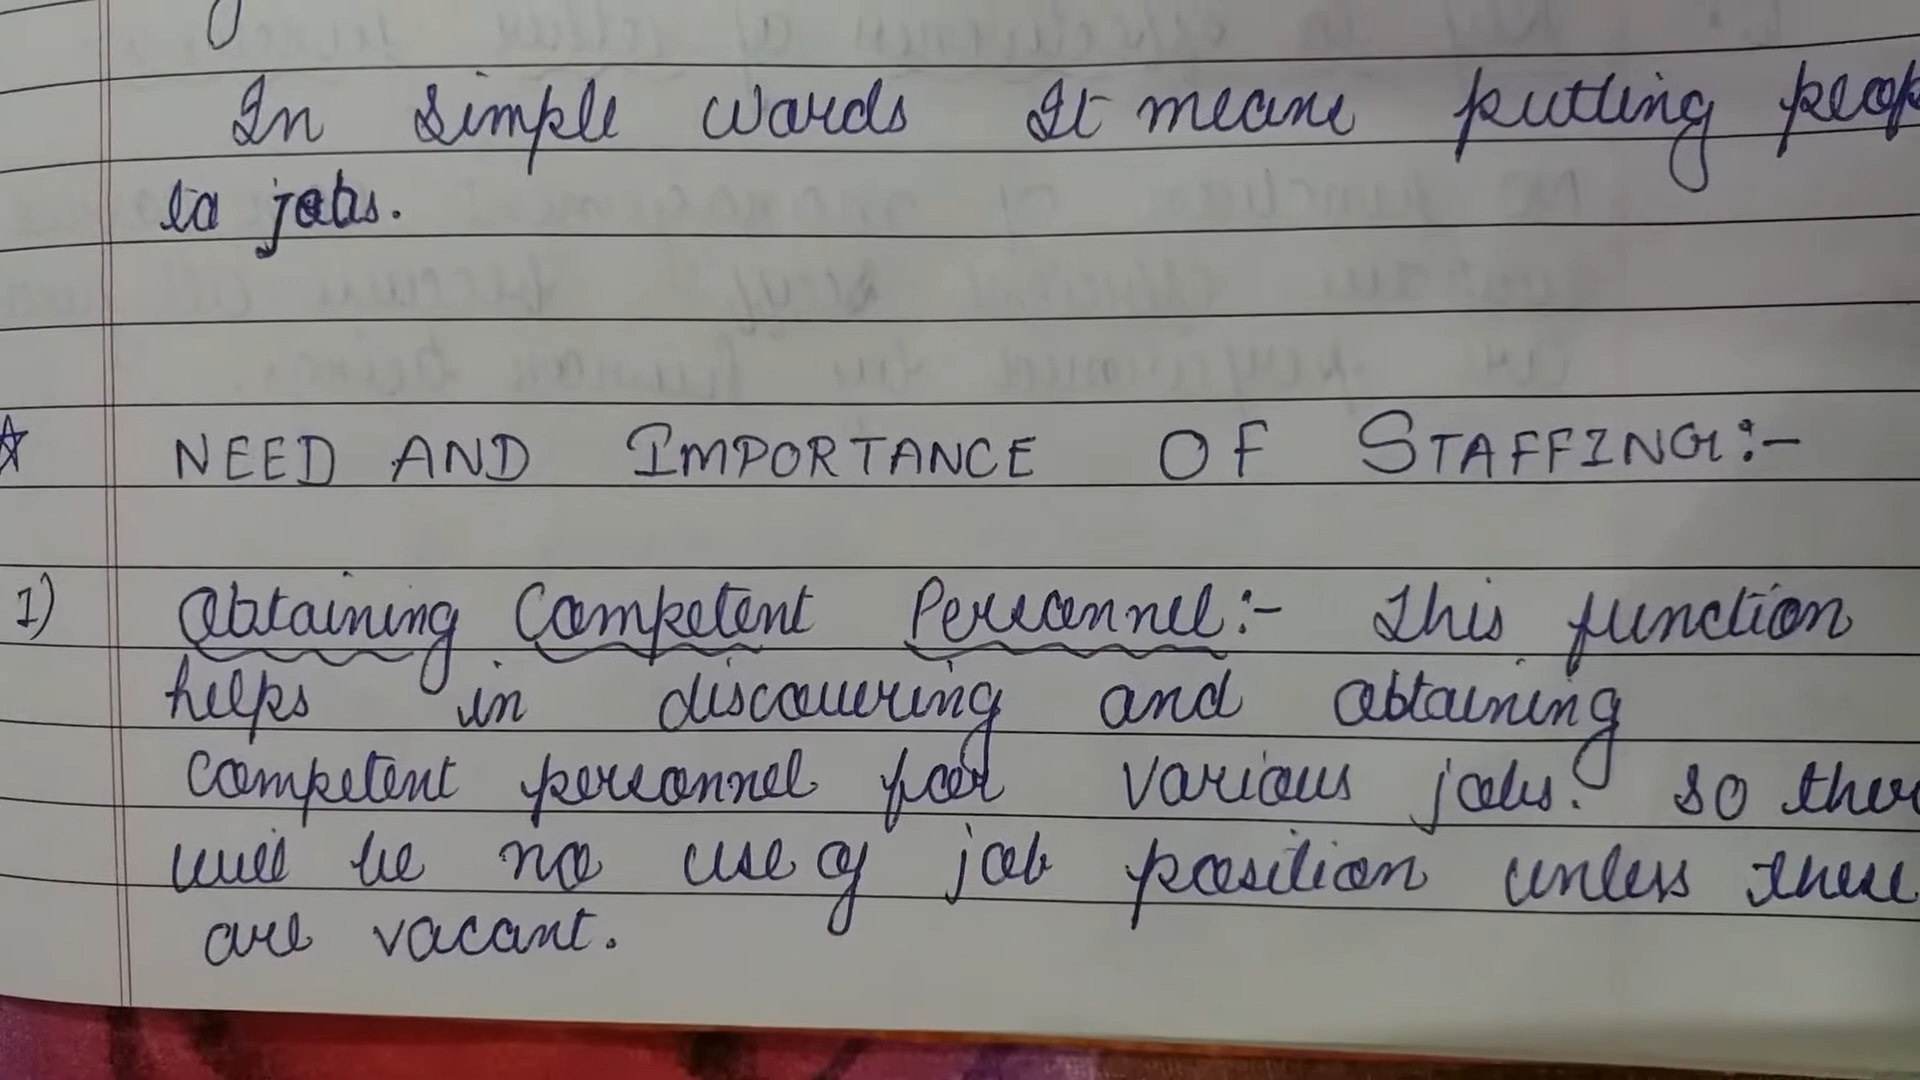 In simple words It means putting peop
to jobs.
☆ NEED AND IMPORTANCE OF STAFFING:-
1) Obtaining Competent Personnel:- This function
helps in discovering and obtaining
competent personnel for various jobs. so ther
will be no use of job position unless these
are vacant.